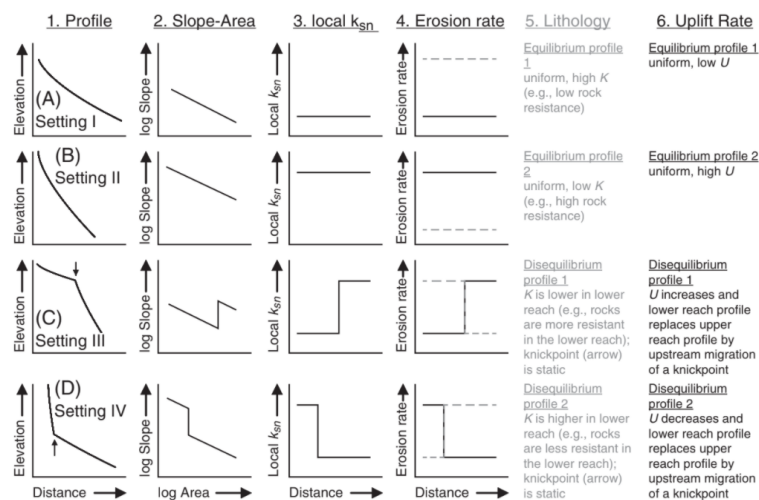 1. Profile
2. Slope-Area
3. local ksn
4. Erosion rate
5. Lithology
6. Uplift Rate
Elevation
(A)
Setting I
log Slope
Local ksn
Erosion rate
Equilibrium profile
1
uniform, high K
(e.g., low rock
resistance)
Equilibrium profile 1
uniform, low U
Elevation
(B)
Setting II
log Slope
Local ksn
Erosion rate
Equilibrium profile
2
uniform, low K
(e.g., high rock
resistance)
Equilibrium profile 2
uniform, high U
Elevation
(C)
Setting III
log Slope
Local ksn
Erosion rate
Disequilibrium
profile 1
K is lower in lower
reach (e.g., rocks
are more resistant
in the lower reach);
knickpoint (arrow)
is static
Disequilibrium
profile 1
U increases and
lower reach profile
replaces upper
reach profile by
upstream migration
of a knickpoint
Elevation
(D)
Setting IV
log Slope
Local ksn
Erosion rate
Disequilibrium
profile 2
K is higher in lower
reach (e.g., rocks
are less resistant in
the lower reach);
knickpoint (arrow)
is static
Disequilibrium
profile 2
U decreases and
lower reach profile
replaces upper
reach profile by
upstream migration
of a knickpoint
Distance
log Area
Distance
Distance